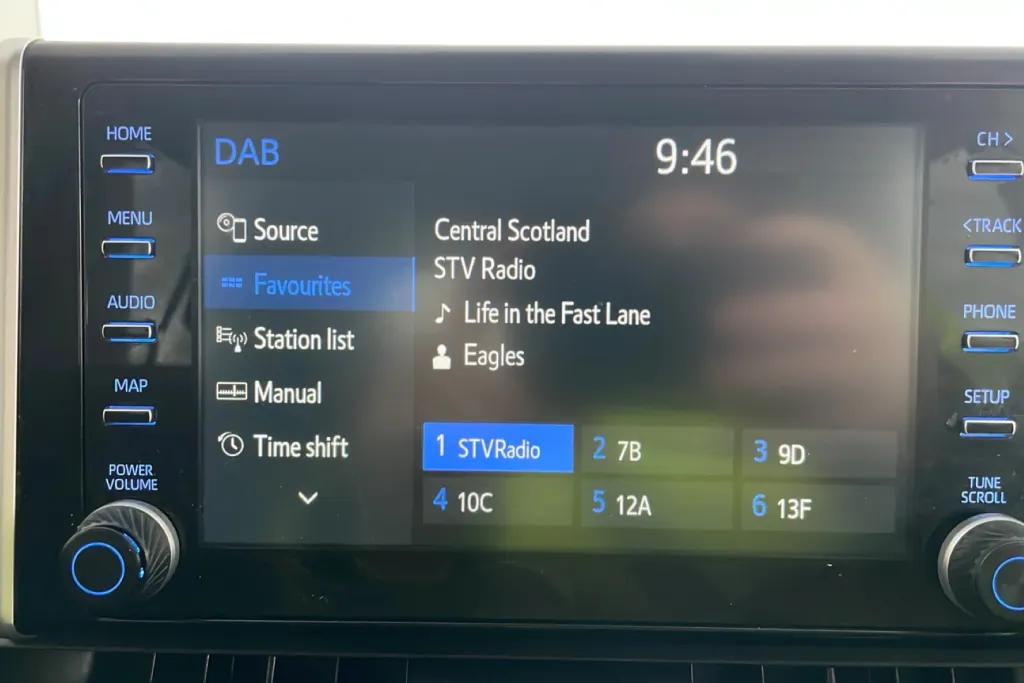 HOME
MENU
AUDIO
MAP
POWER
VOLUME
DAB
9:46
Source
Favourites
Station list
Manual
Time shift
Central Scotland
STV Radio
Life in the Fast Lane
Eagles
1 STVRadio
2 7B
3 9D
4 10C
5 12A
6 13F
CH >
<TRACK
PHONE
SETUP
TUNE
SCROLL